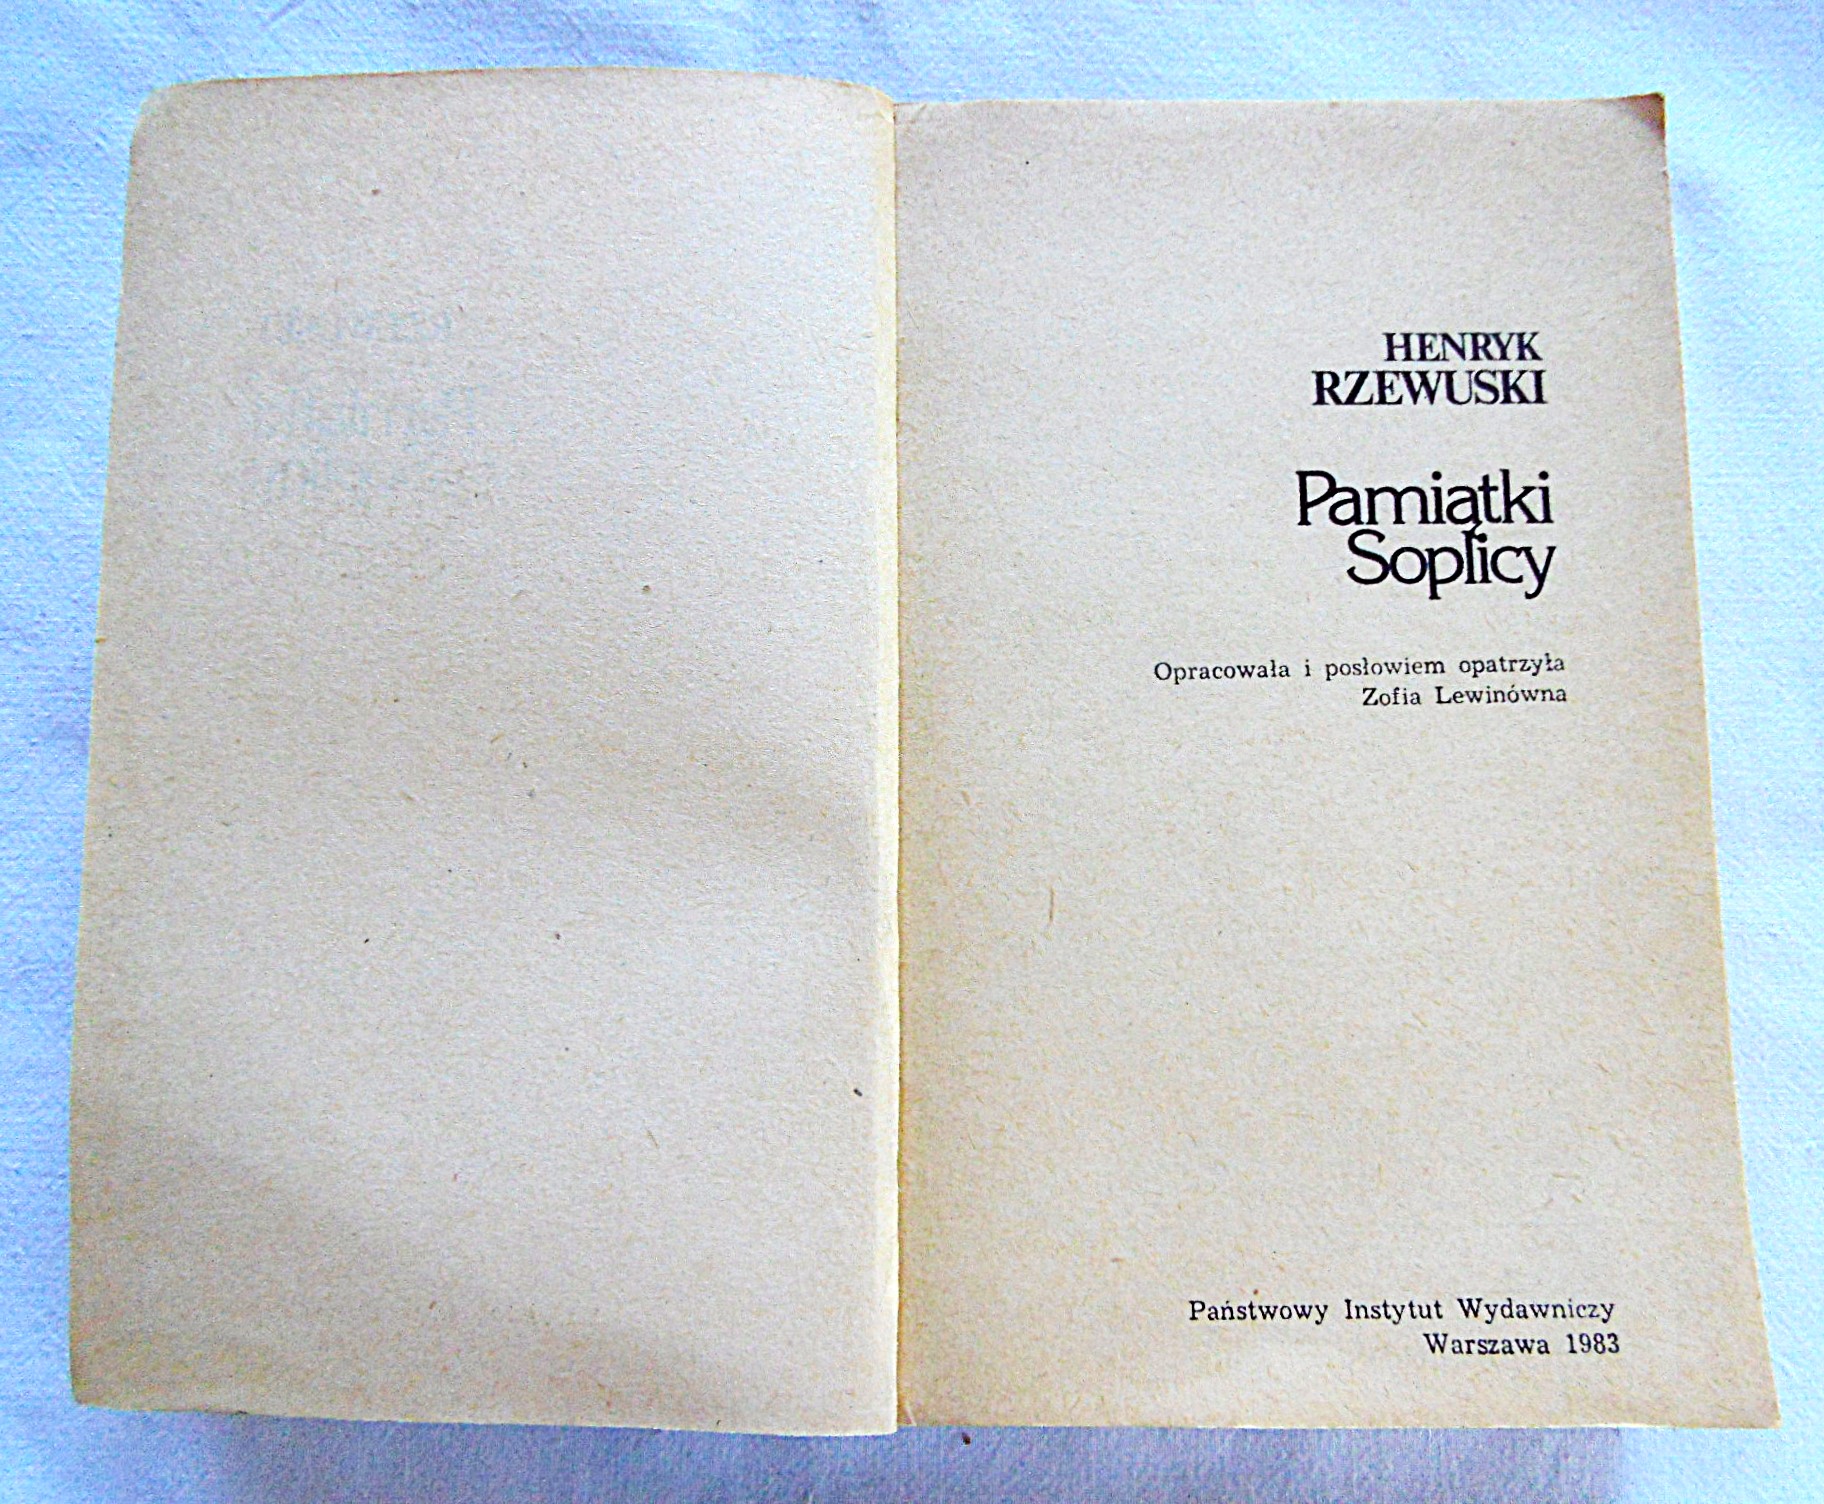 HENRYK
RZEWUSKI
Pamiątki
Soplicy
Opracowała i posłowiem opatrzyła
Zofia Lewinówna
Państwowy Instytut Wydawniczy
Warszawa 1983